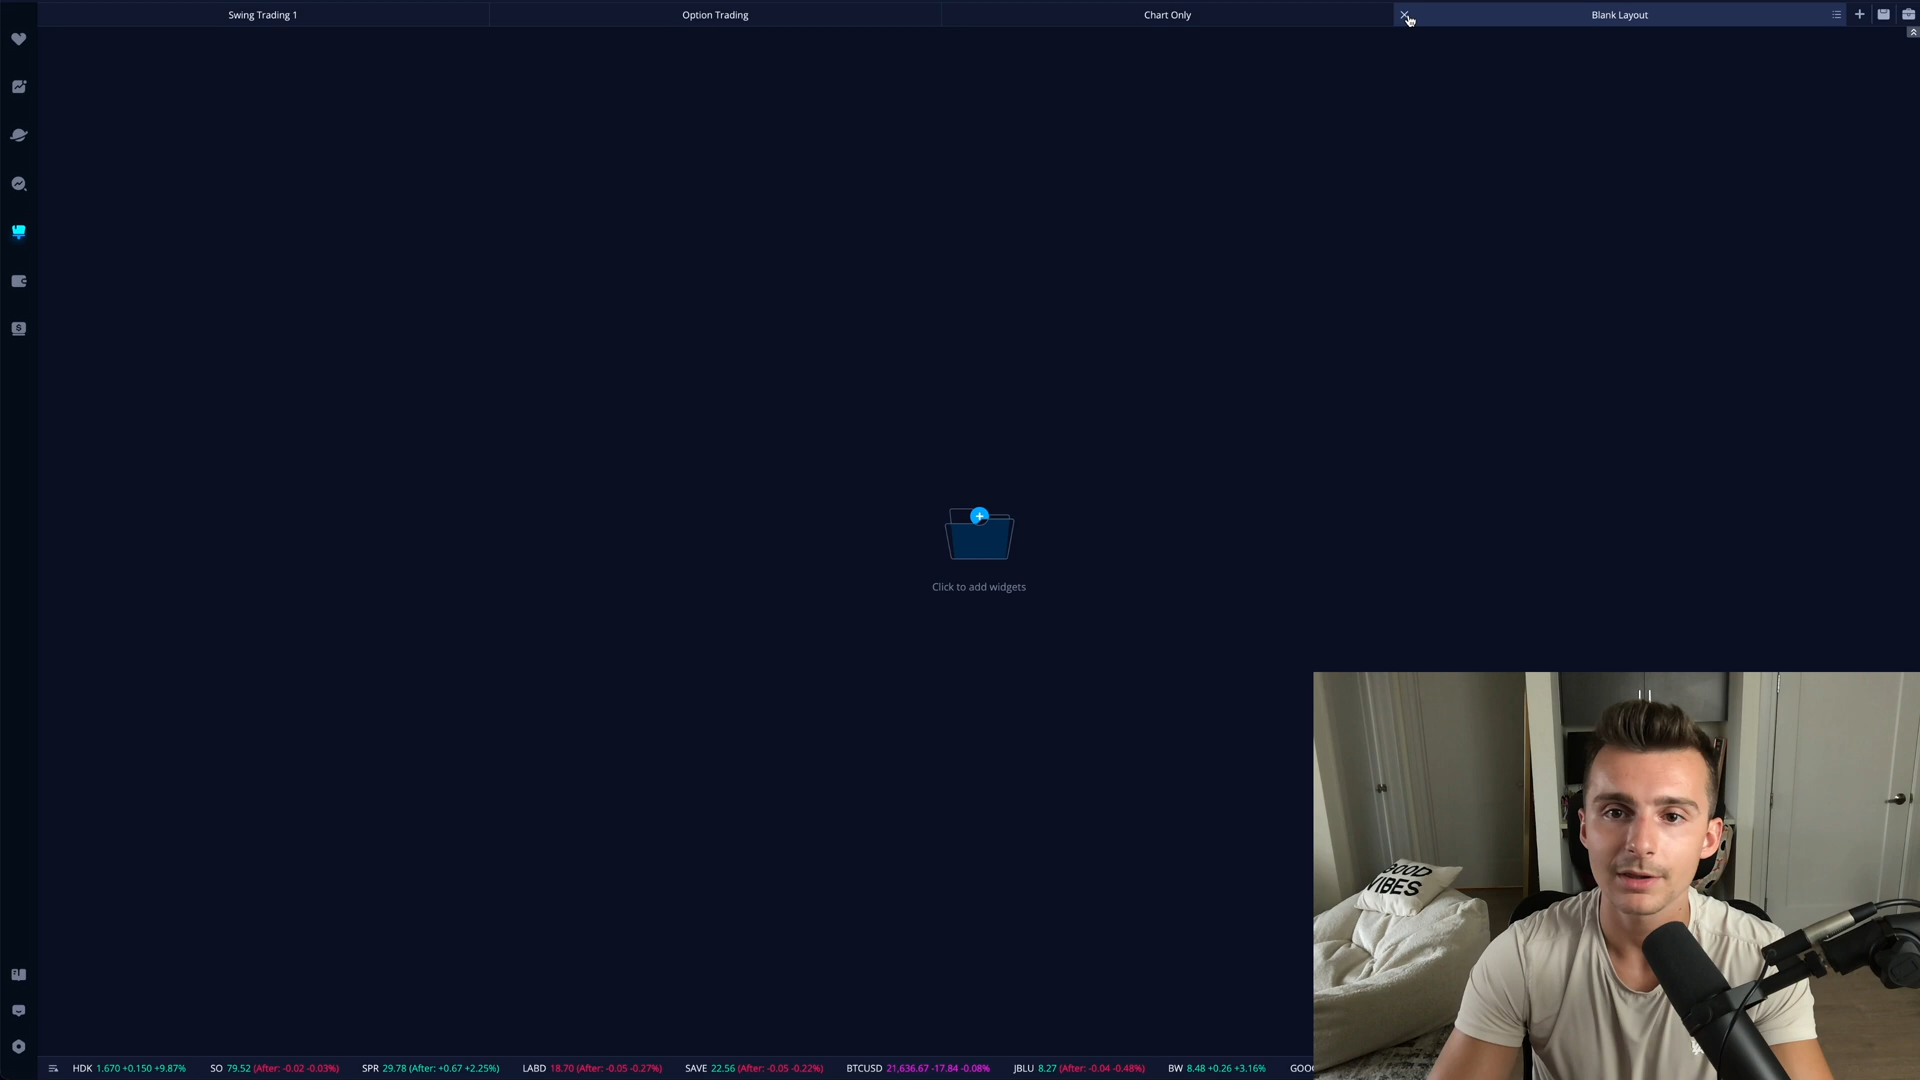 Swing Trading 1
Option Trading
Chart Only
Blank Layout
Click to add widgets
GOOD
VIBES
HDK 1.670 +0.150 +9.87% SO 79.52 (After: -0.02 -0.03%) SPR 29.78 (After: +0.67 +2.25%) LABD 18.70 (After: -0.05 -0.27%) SAVE 22.56 (After: -0.05 -0.22%) BTCUSD 21,636.67 -17.84 -0.08% JBLU 8.27 (After: -0.04 -0.48%) BW 8.48 +0.26 +3.16% GOO